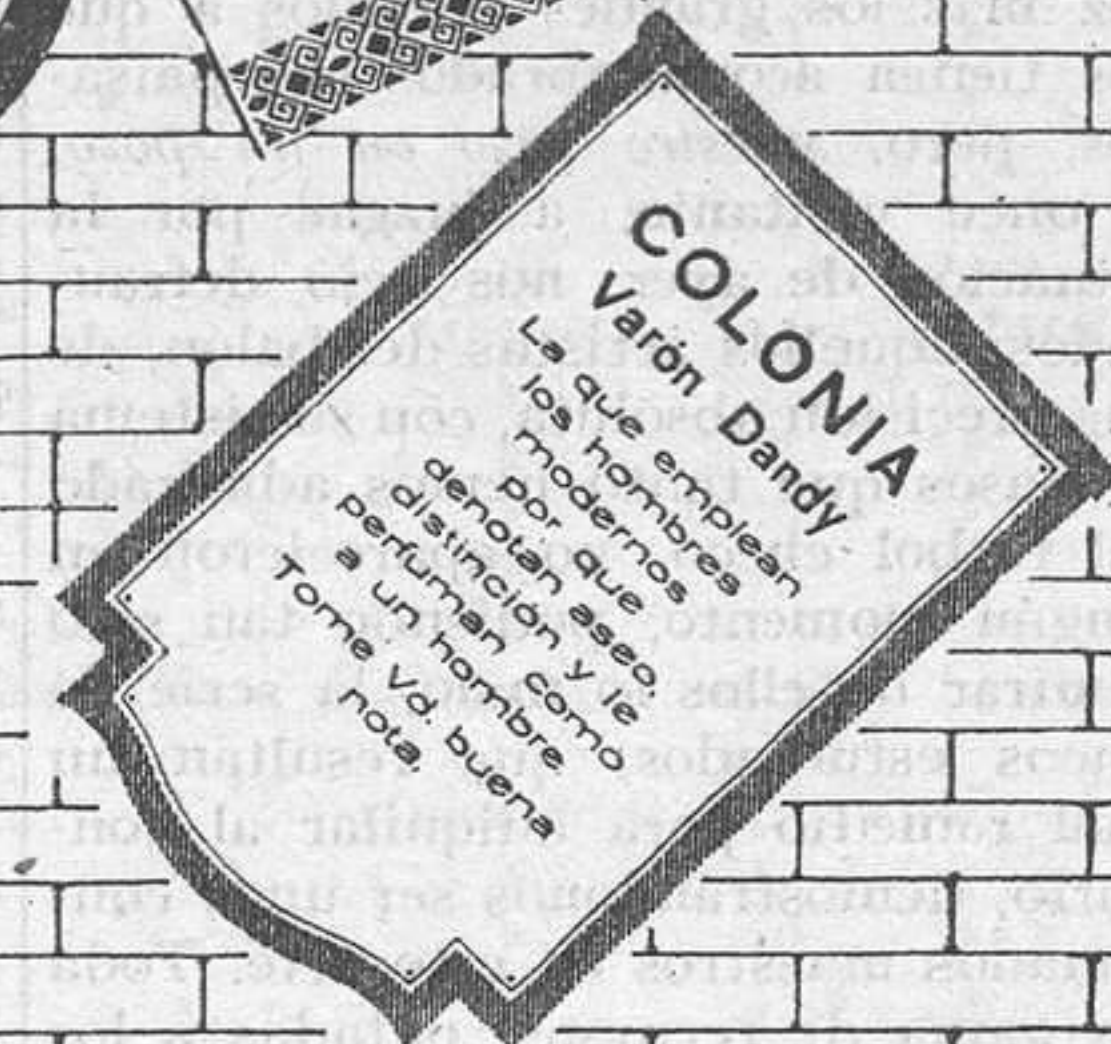 COLONIA
Varón Dandy
La que emplean
los hombres
modernos
por que
denotan aseo,
distinción y le
perfuman como
a un hombre.
Tome Vd. buena
nota.